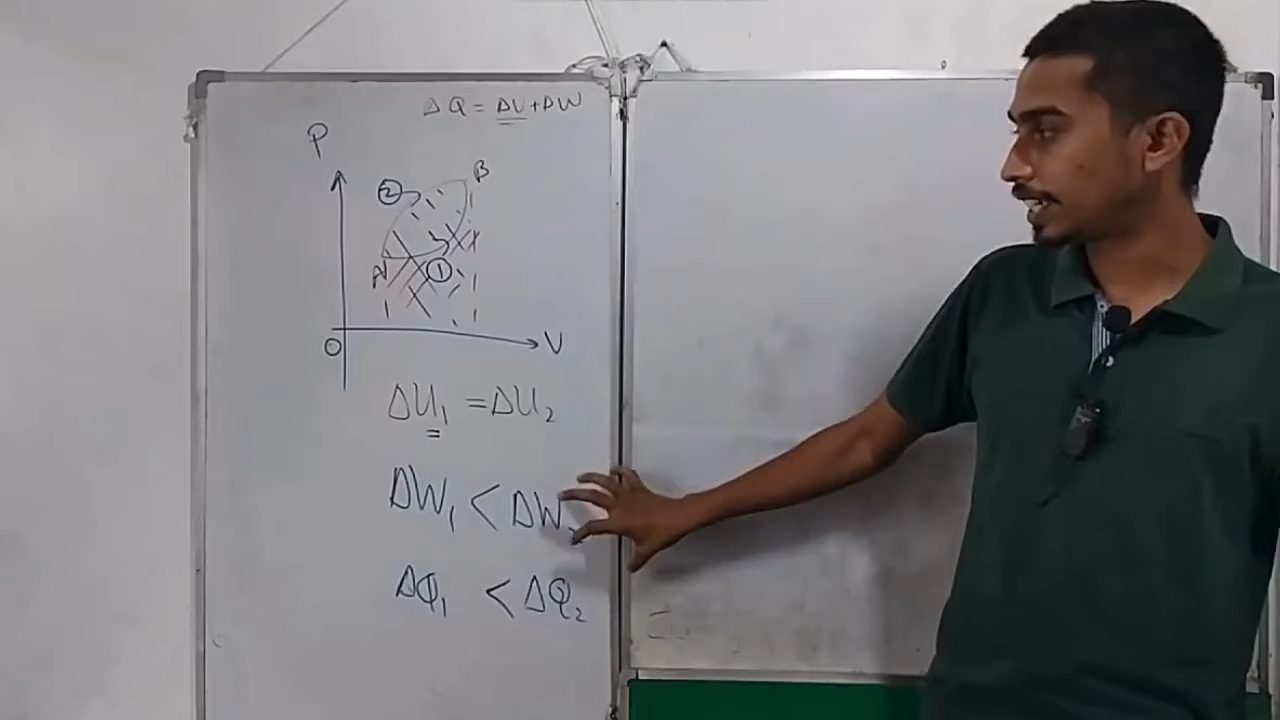 ΔQ = ΔU + ΔW
P
B
②
A
①
O
V
ΔU₁ = ΔU₂
ΔW₁ < ΔW₂
ΔQ₁ < ΔQ₂